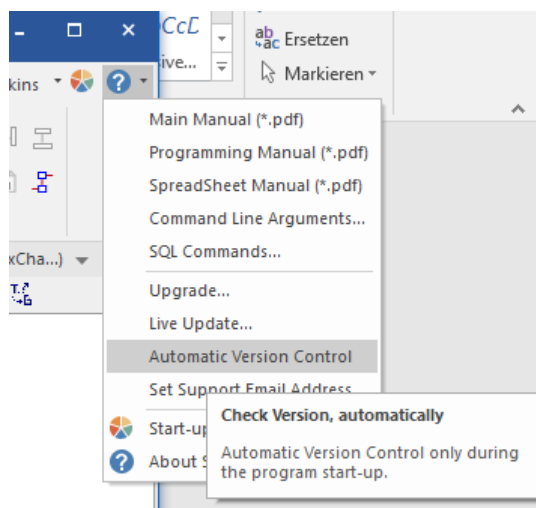 CcD
Ersetzen
ive...
Markieren
kins
Main Manual (*.pdf)
Programming Manual (*.pdf)
SpreadSheet Manual (*.pdf)
Command Line Arguments...
SQL Commands...
xCha...)
Upgrade...
Live Update...
Automatic Version Control
Set Support Email Address
Check Version, automatically
Start-up
Automatic Version Control only during
About S
the program start-up.